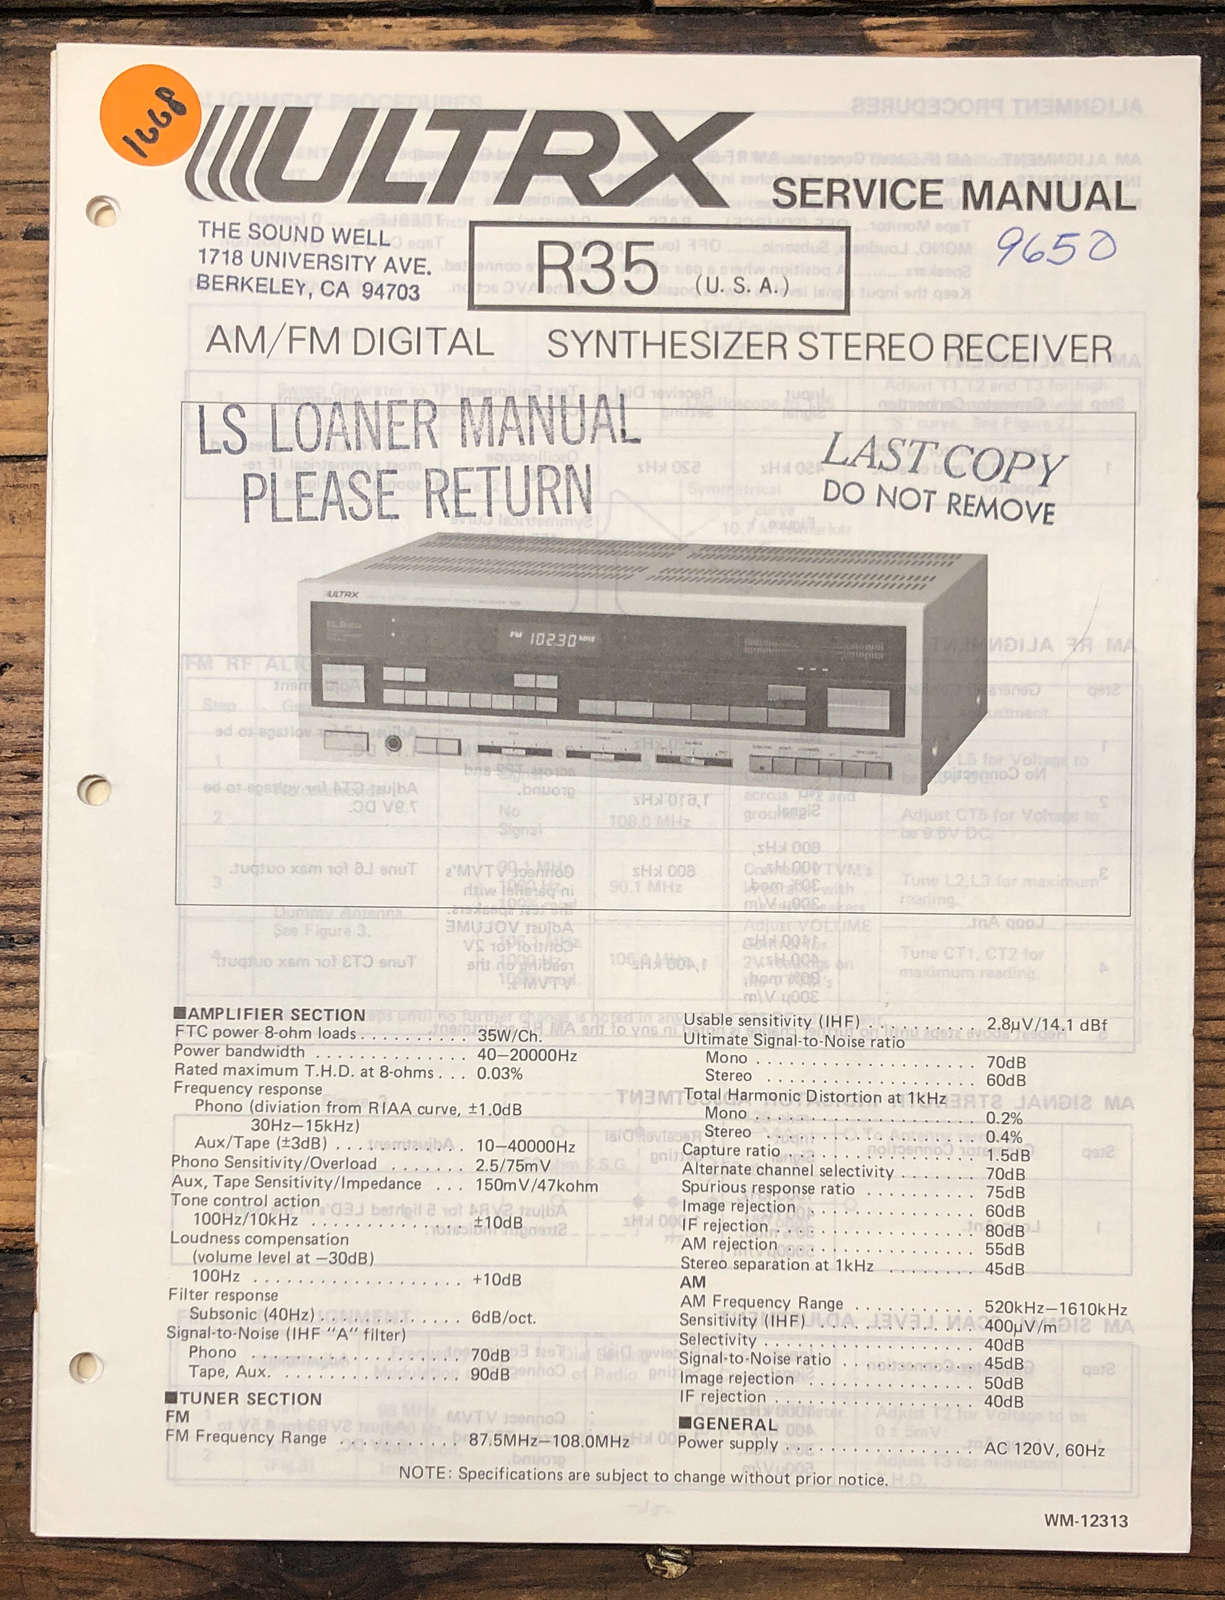 1668
ULTRX
SERVICE MANUAL
THE SOUND WELL
1718 UNIVERSITY AVE.
BERKELEY, CA 94703
R35 (U. S. A.)
9650
AM/FM DIGITAL SYNTHESIZER STEREO RECEIVER
LS LOANER MANUAL
PLEASE RETURN
LAST COPY
DO NOT REMOVE
ULTRX
FM 102.30 MHz
■AMPLIFIER SECTION
FTC power 8-ohm loads . . . . . . . . . . 35W/Ch.
Power bandwidth . . . . . . . . . . . . . . 40–20000Hz
Rated maximum T.H.D. at 8-ohms . . . 0.03%
Frequency response
Phono (diviation from RIAA curve, ±1.0dB
30Hz–15kHz)
Aux/Tape (±3dB) . . . . . . . . . . . . 10–40000Hz
Phono Sensitivity/Overload . . . . . . . 2.5/75mV
Aux, Tape Sensitivity/Impedance . . . 150mV/47kohm
Tone control action
100Hz/10kHz . . . . . . . . . . . . . . ±10dB
Loudness compensation
(volume level at –30dB)
100Hz . . . . . . . . . . . . . . . . . . . +10dB
Filter response
Subsonic (40Hz) . . . . . . . . . . . . 6dB/oct.
Signal-to-Noise (IHF "A" filter)
Phono . . . . . . . . . . . . . . . . . . . 70dB
Tape, Aux. . . . . . . . . . . . . . . . . 90dB
■TUNER SECTION
FM
FM Frequency Range . . . . . . . . . . . 87.5MHz–108.0MHz
Usable sensitivity (IHF) . . . . . . . . . . 2.8μV/14.1 dBf
Ultimate Signal-to-Noise ratio
Mono . . . . . . . . . . . . . . . . . . . 70dB
Stereo . . . . . . . . . . . . . . . . . . 60dB
Total Harmonic Distortion at 1kHz
Mono . . . . . . . . . . . . . . . . . . . 0.2%
Stereo . . . . . . . . . . . . . . . . . . 0.4%
Capture ratio . . . . . . . . . . . . . . . . 1.5dB
Alternate channel selectivity . . . . . . . 70dB
Spurious response ratio . . . . . . . . . . 75dB
Image rejection . . . . . . . . . . . . . . . 60dB
IF rejection . . . . . . . . . . . . . . . . . 80dB
AM rejection . . . . . . . . . . . . . . . . 55dB
Stereo separation at 1kHz . . . . . . . . 45dB
AM
AM Frequency Range . . . . . . . . . . . 520kHz–1610kHz
Sensitivity (IHF) . . . . . . . . . . . . . . 400μV/m
Selectivity . . . . . . . . . . . . . . . . . . 40dB
Signal-to-Noise ratio . . . . . . . . . . . . 45dB
Image rejection . . . . . . . . . . . . . . . 50dB
IF rejection . . . . . . . . . . . . . . . . . 40dB
■GENERAL
Power supply . . . . . . . . . . . . . . . . AC 120V, 60Hz
NOTE: Specifications are subject to change without prior notice.
WM-12313